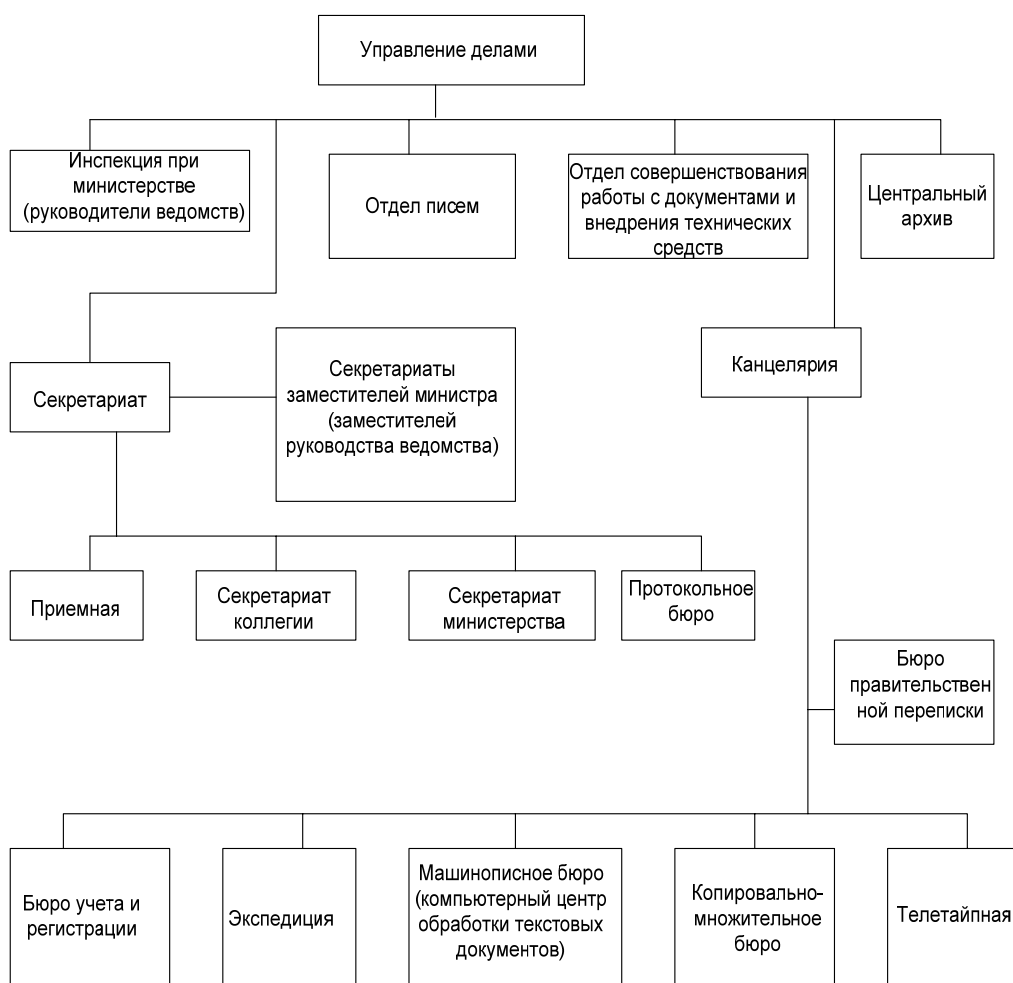 Управление делами
Инспекция при
министерстве
(руководители ведомств)
Отдел писем
Отдел совершенствования
работы с документами и
внедрения технических
средств
Центральный
архив
Секретариат
Секретариаты
заместителей министра
(заместителей
руководства ведомства)
Канцелярия
Приемная
Секретариат
коллегии
Секретариат
министерства
Протокольное
бюро
Бюро
правительствен
ной переписки
Бюро учета и
регистрации
Экспедиция
Машинописное бюро
(компьютерный центр
обработки текстовых
документов)
Копировально-
множительное
бюро
Телетайпная